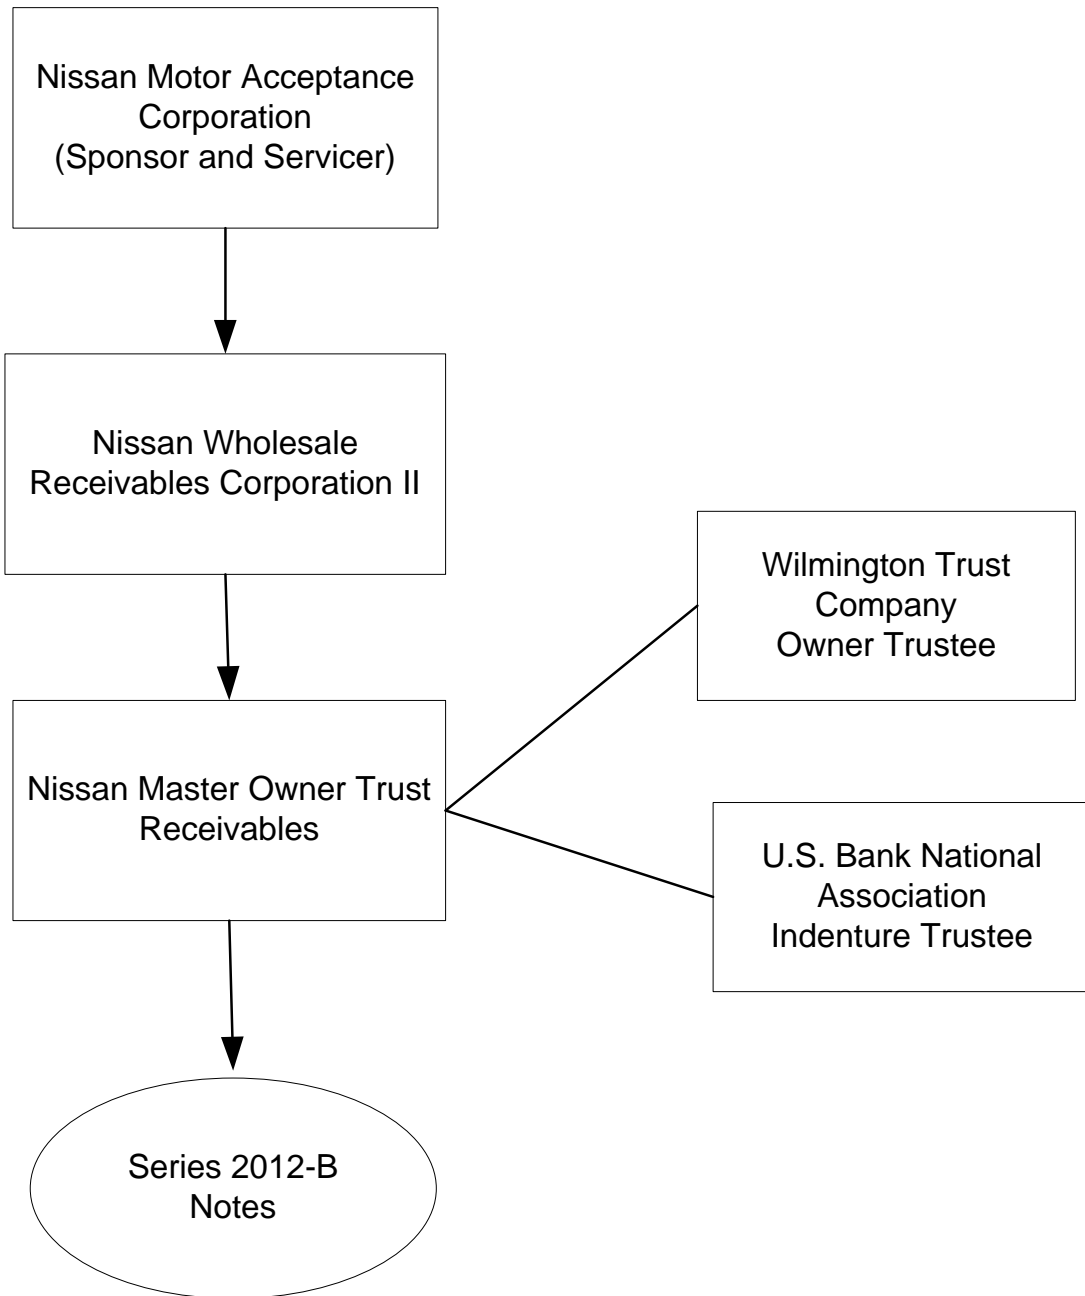 Nissan Motor Acceptance
Corporation
(Sponsor and Servicer)
Nissan Wholesale
Receivables Corporation II
Wilmington Trust
Company
Owner Trustee
Nissan Master Owner Trust
Receivables
U.S. Bank National
Association
Indenture Trustee
Series 2012-B
Notes